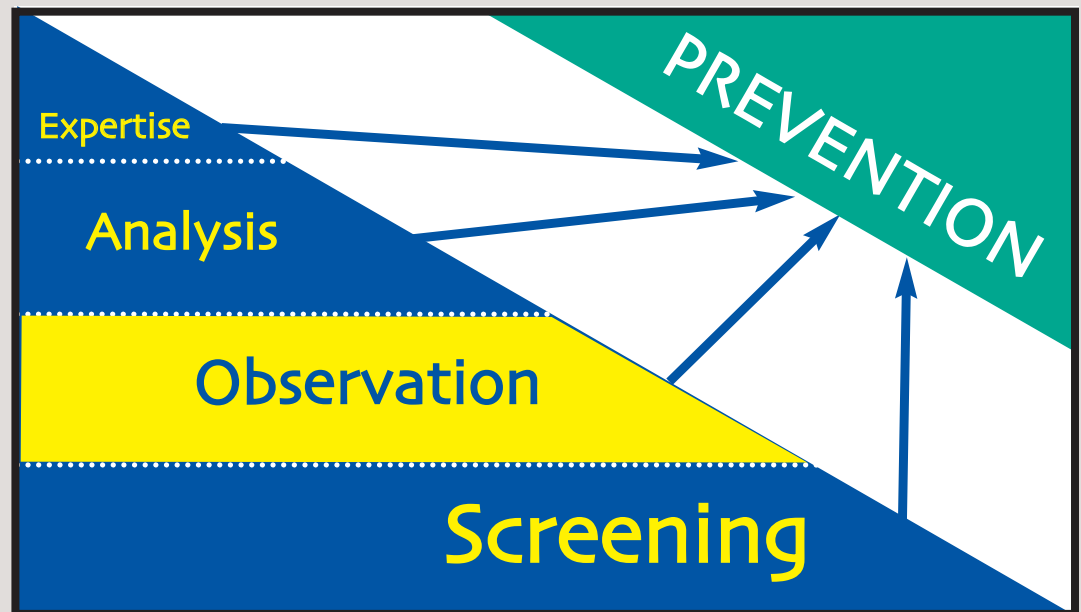 PREVENTION
Expertise
Analysis
Observation
Screening